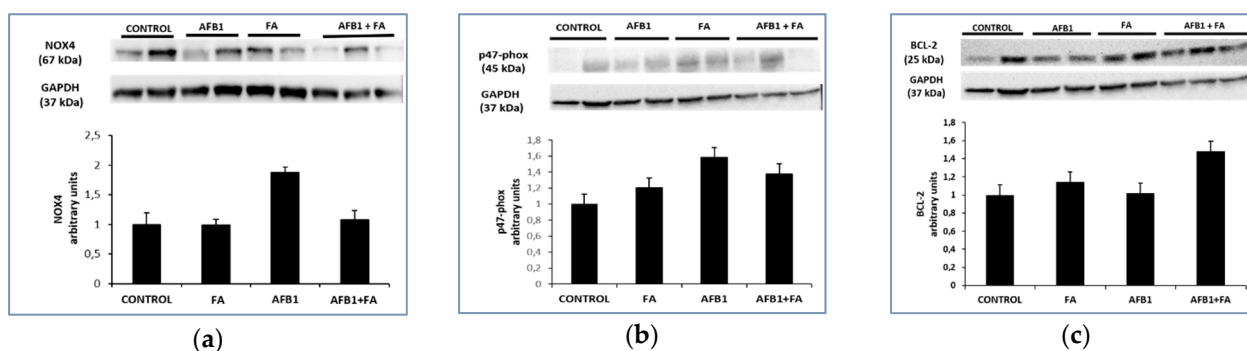 CONTROL AFB1 FA AFB1 + FA
NOX4
(67 kDa)
GAPDH
(37 kDa)
2,5
2
1,5
1
0,5
0
NOX4
arbitrary units
CONTROL FA AFB1 AFB1+FA
(a)
CONTROL AFB1 FA AFB1 + FA
p47-phox
(45 kDa)
GAPDH
(37 kDa)
1,8
1,6
1,4
1,2
1
0,8
0,6
0,4
0,2
0
p47-phox
arbitrary units
CONTROL FA AFB1 AFB1+FA
(b)
CONTROL AFB1 FA AFB1 + FA
BCL-2
(25 kDa)
GAPDH
(37 kDa)
1,8
1,6
1,4
1,2
1
0,8
0,6
0,4
0,2
0
BCL-2
arbitrary units
CONTROL FA AFB1 AFB1+FA
(c)